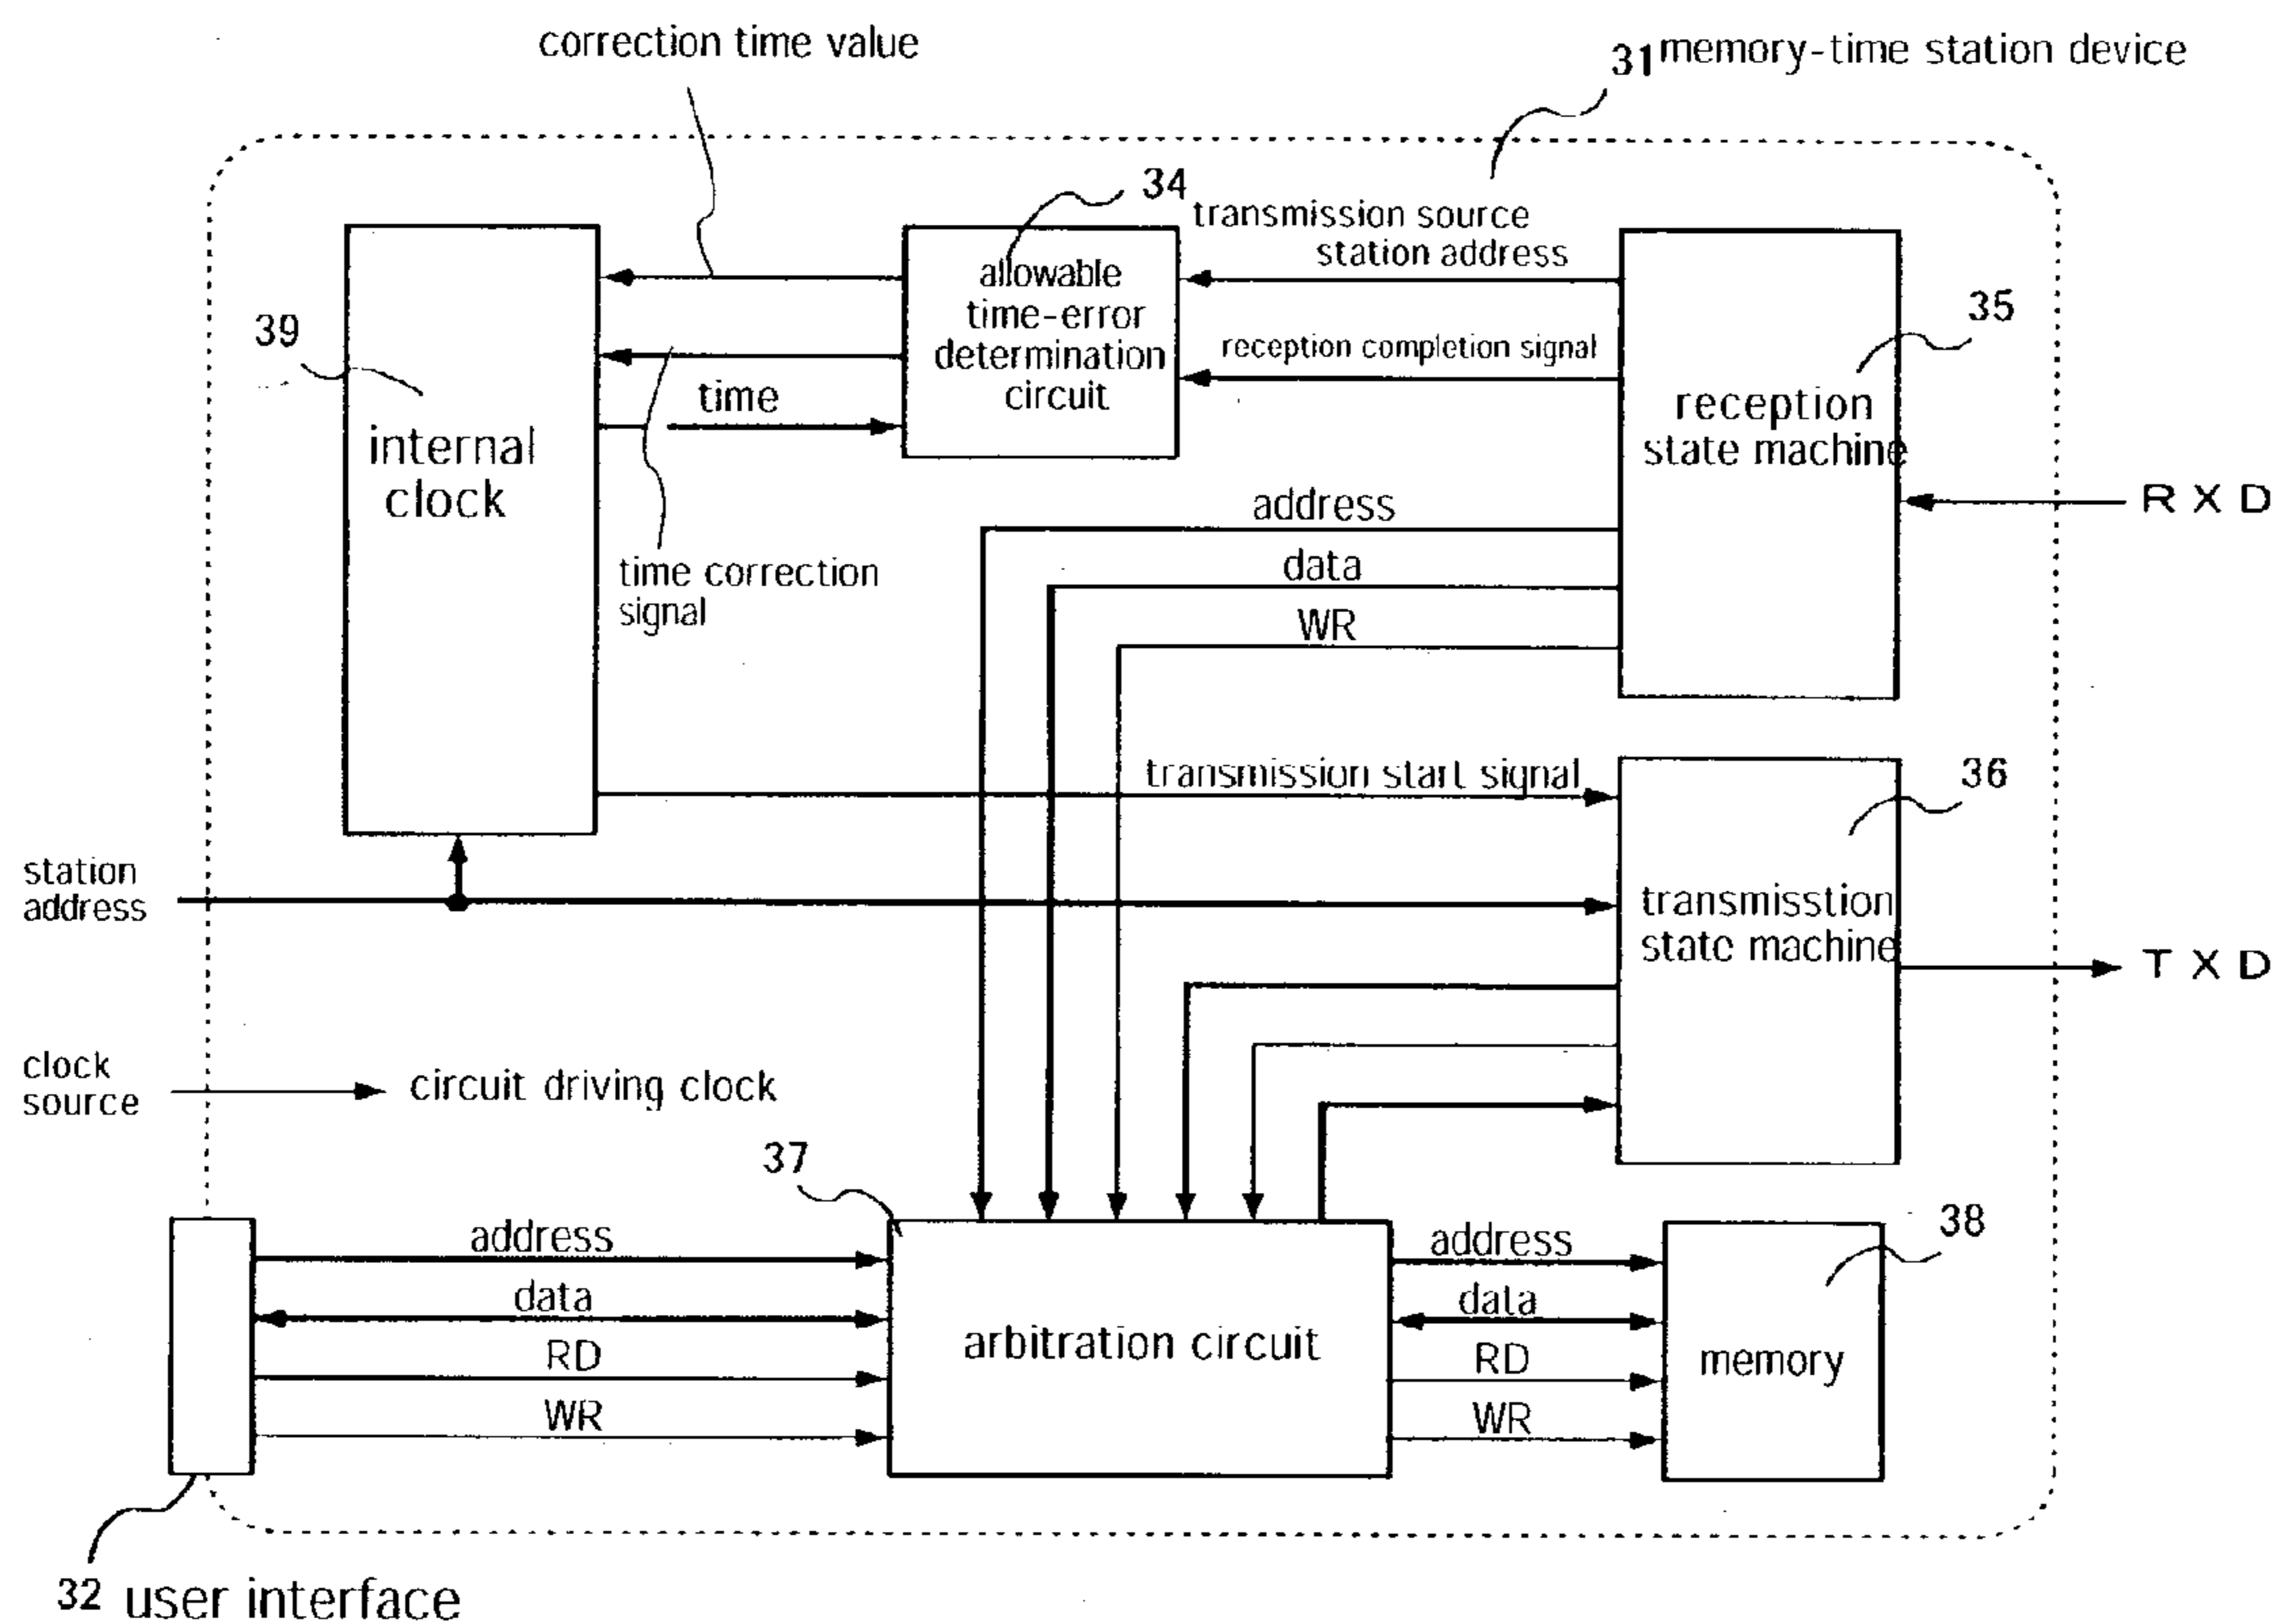 correction time value
31 memory-time station device
34
transmission source
station address
allowable
time-error
determination
circuit
35
39
reception completion signal
time
reception
state machine
internal
clock
R X D
address
data
time correction
signal
WR
transmission start signal
36
station
address
transmisstion
state machine
T X D
clock
source
circuit driving clock
37
38
address
data
RD
WR
arbitration circuit
address
data
RD
WR
memory
32 user interface